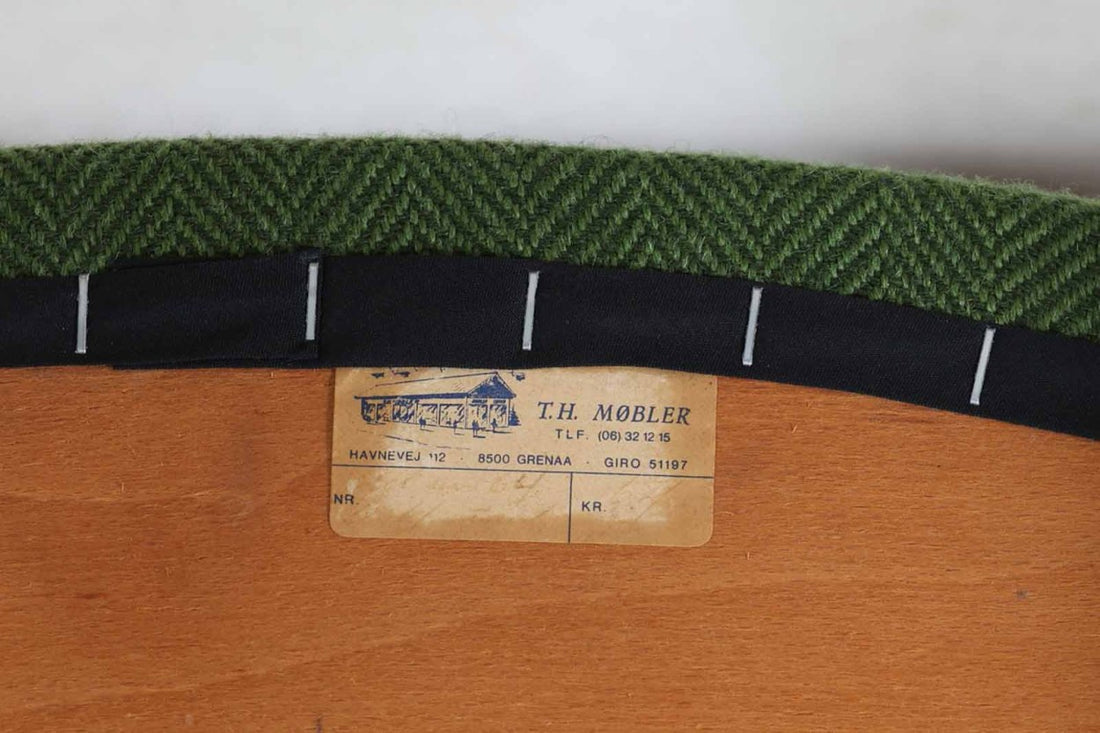 T.H. MØBLER
TLF. (06) 32 12 15
HAVNEVEJ 112 . 8500 GRENAA . GIRO 51197
NR.
KR.